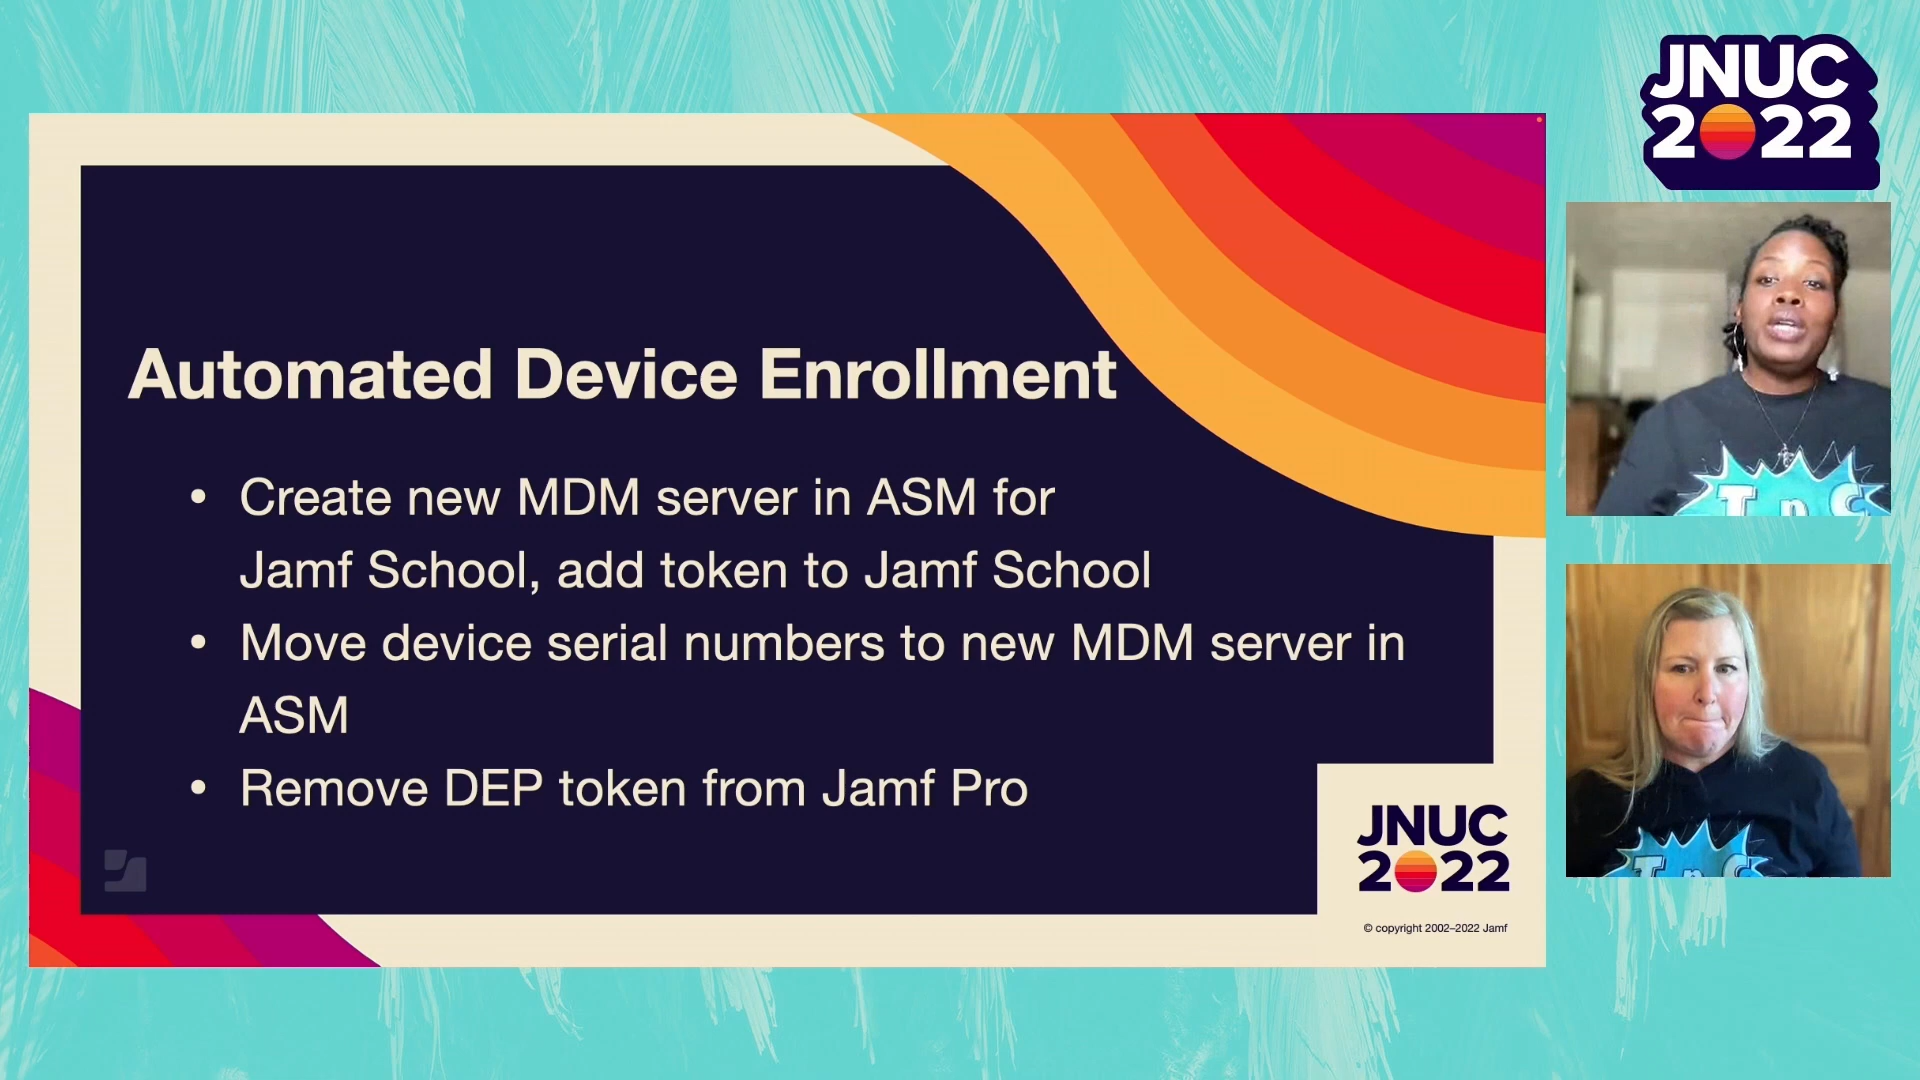 JNUC
2022
Automated Device Enrollment
• Create new MDM server in ASM for
Jamf School, add token to Jamf School
• Move device serial numbers to new MDM server in
ASM
• Remove DEP token from Jamf Pro
JNUC
2022
© copyright 2002–2022 Jamf
T n C
T n C